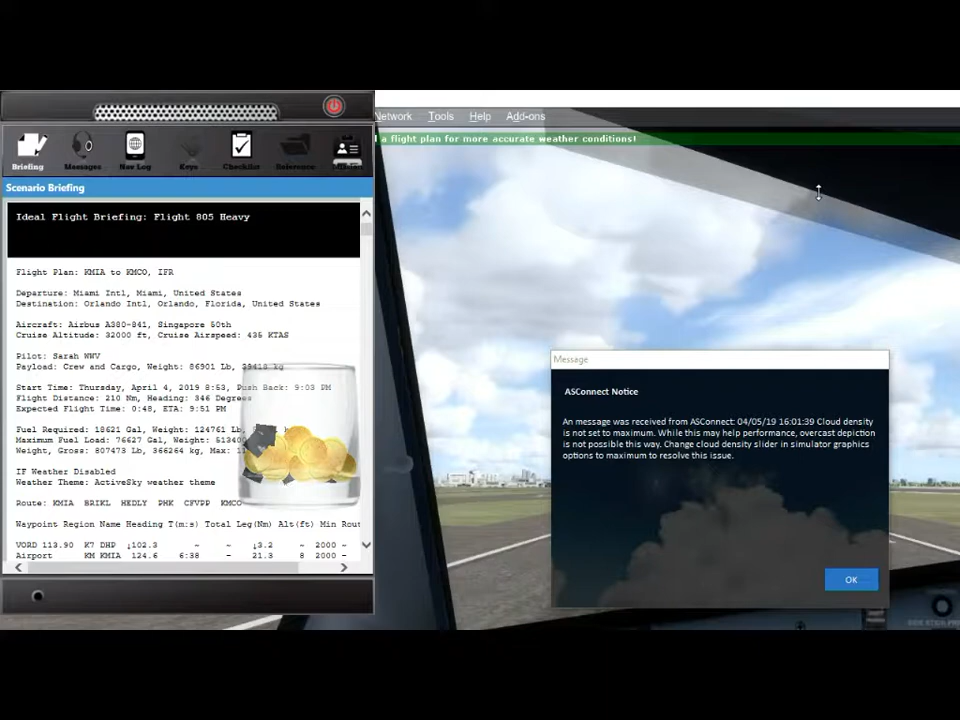 Network Tools Help Add-ons
a flight plan for more accurate weather conditions!
Briefing Messages Nav Log Keys Checklist Reference
Scenario Briefing
Ideal Flight Briefing: Flight 805 Heavy
Flight Plan: KMIA to KMCO, IFR
Departure: Miami Intl, Miami, United States
Destination: Orlando Intl, Orlando, Florida, United States
Aircraft: Airbus A380-841, Singapore 50th
Cruise Altitude: 32000 ft, Cruise Airspeed: 435 KTAS
Pilot: Sarah WWV
Payload: Crew and Cargo, Weight: 86901 Lb, 39418 kg
Start Time: Thursday, April 4, 2019 8:53, Push Back: 9:03 PM
Flight Distance: 210 Nm, Heading: 346 Degrees
Expected Flight Time: 0:48, ETA: 9:51 PM
Fuel Required: 18621 Gal, Weight: 124761 Lb,
Maximum Fuel Load: 76627 Gal, Weight: 513400
Weight, Gross: 807473 Lb, 366264 kg, Max:
IF Weather Disabled
Weather Theme: ActiveSky weather theme
Route: KMIA BRIKL HEDLY PHK CFVPP KMCO
Waypoint Region Name Heading T(m:s) Total Leg(Nm) Alt(ft) Min Rout
VORD 113.90 K7 DHP ↓102.3 ~ ~ ↓3.2 ~ 2000 ~
Airport KM KMIA 124.6 6:38 - 21.3 8 2000 ~
Message
ASConnect Notice
An message was received from ASConnect: 04/05/19 16:01:39 Cloud density
is not set to maximum. While this may help performance, overcast depiction
is not possible this way. Change cloud density slider in simulator graphics
options to maximum to resolve this issue.
OK